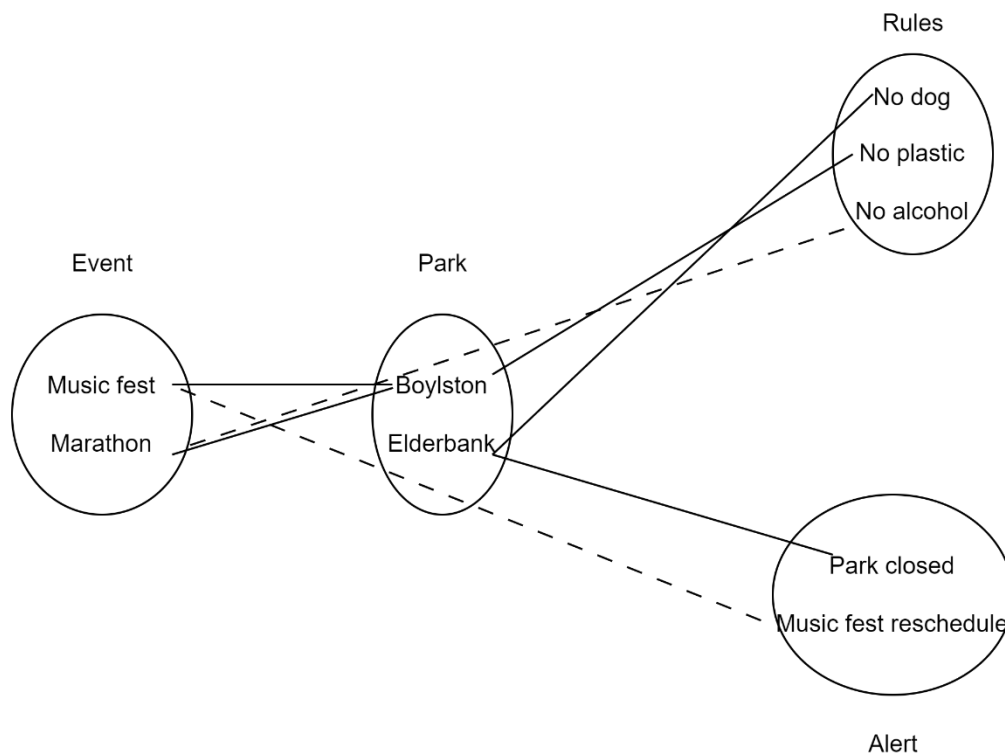 Rules
No dog
No plastic
No alcohol
Event
Park
Music fest
Boylston
Marathon
Elderbank
Park closed
Music fest reschedule
Alert